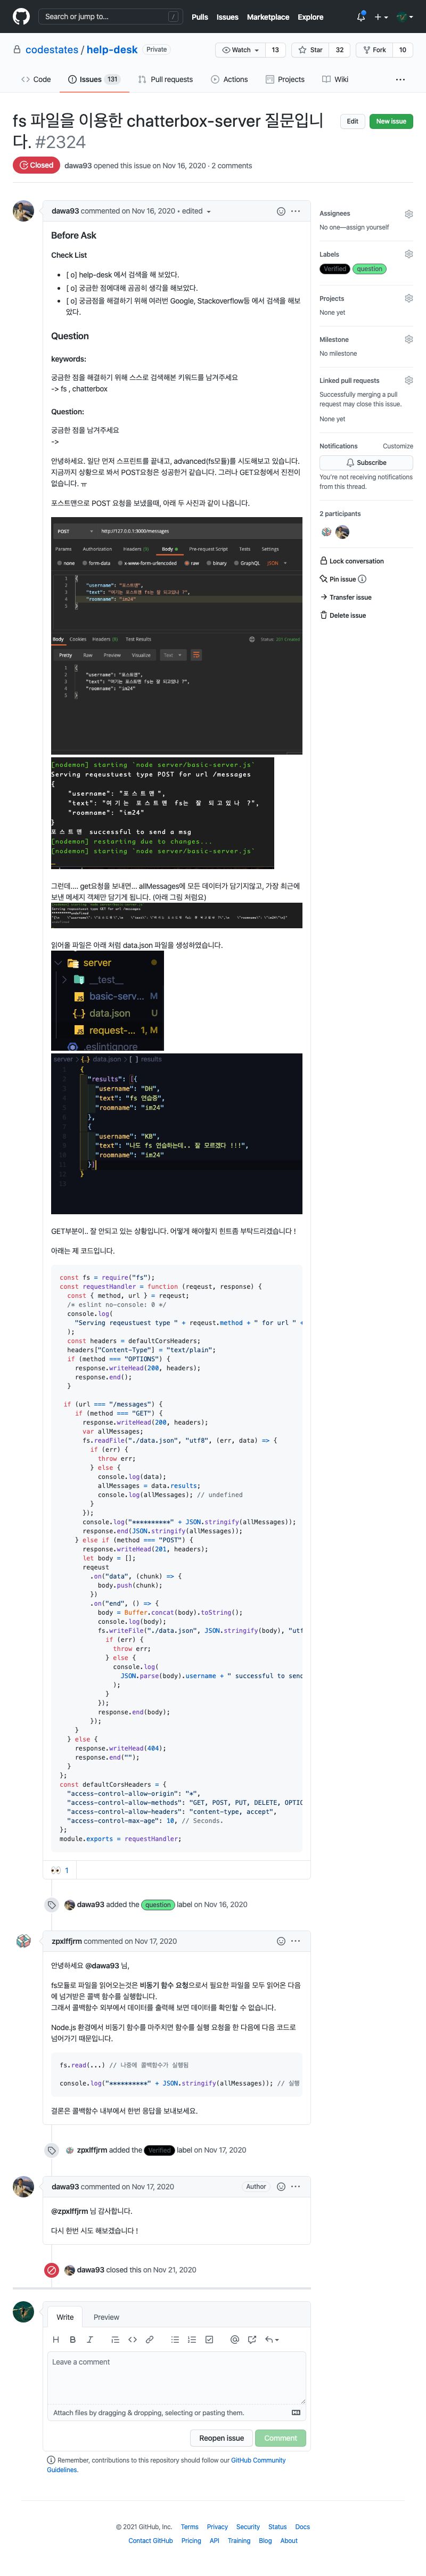 Search or jump to...
/
Pulls
Issues
Marketplace
Explore
codestates / help-desk
Private
Watch
13
Star
32
Fork
10
Code
Issues 131
Pull requests
Actions
Projects
Wiki
fs 파일을 이용한 chatterbox-server 질문입니
다. #2324
Edit
New issue
Closed
dawa93 opened this issue on Nov 16, 2020 · 2 comments
dawa93 commented on Nov 16, 2020 • edited
Before Ask
Check List
[ o] help-desk 에서 검색을 해 보았다.
[ o] 궁금한 점에대해 곰곰히 생각을 해보았다.
[ o] 궁금점을 해결하기 위해 여러번 Google, Stackoverflow등 에서 검색을 해보
았다.
Question
keywords:
궁금한 점을 해결하기 위해 스스로 검색해본 키워드를 남겨주세요
-> fs , chatterbox
Question:
궁금한 점을 남겨주세요
->
안녕하세요. 일단 먼저 스프린트를 끝내고, advanced(fs모듈)를 시도해보고 있습니다.
지금까지 상황으로 봐서 POST요청은 성공한거 같습니다. 그러나 GET요청에서 진전이
없습니다. ㅠ
포스트맨으로 POST 요청을 보냈을때, 아래 두 사진과 같이 나옵니다.
POST
http://127.0.0.1:3000/messages
Params
Authorization
Headers (9)
Body
Pre-request Script
Tests
Settings
none
form-data
x-www-form-urlencoded
raw
binary
GraphQL
JSON
1 {
2 "username": "포스트맨",
3 "text": "여기는 포스트맨 fs는 잘 되고있나 ?",
4 "roomname": "im24"
5 }
Body
Cookies
Headers (9)
Test Results
Status: 201 Created
Pretty
Raw
Preview
Visualize
Text
1 {
2 "username": "포스트맨",
3 "text": "여기는 포스트맨 fs는 잘 되고있나 ?",
4 "roomname": "im24"
5 }
[nodemon] starting `node server/basic-server.js`
Serving reqeustuest type POST for url /messages
{
"username": "포스트맨",
"text": "여기는 포스트맨 fs는 잘 되고있나 ?",
"roomname": "im24"
}
포스트맨 successful to send a msg
[nodemon] restarting due to changes...
[nodemon] starting `node server/basic-server.js`
그런데.... get요청을 보내면... allMessages에 모든 데이터가 담기지않고, 가장 최근에
보낸 메세지 객체만 담기게 됩니다. (아래 그림 처럼요)
읽어올 파일은 아래 처럼 data.json 파일을 생성하였습니다.
server
__test__
basic-serv... M
data.json
request-... 1, M
.eslintignore
server > {..} data.json > [ ] results
1 {
2 "results": [{
3 "username": "DH",
4 "text": "fs 연습중",
5 "roomname": "im24"
6 },
7 {
8 "username": "KB",
9 "text": "나도 fs 연습하는데.. 잘 모르겠다 !!!",
10 "roomname": "im24"
11 }]
12 }
13
GET부분이.. 잘 안되고 있는 상황입니다. 어떻게 해야할지 힌트좀 부탁드리겠습니다 !
아래는 제 코드입니다.
const fs = require("fs");
const requestHandler = function (reqeust, response) {
const { method, url } = reqeust;
/* eslint no-console: 0 */
console.log(
"Serving reqeustuest type " + reqeust.method + " for url " +
);
const headers = defaultCorsHeaders;
headers["Content-Type"] = "text/plain";
if (method === "OPTIONS") {
response.writeHead(200, headers);
response.end();
}
if (url === "/messages") {
if (method === "GET") {
response.writeHead(200, headers);
var allMessages;
fs.readFile("./data.json", "utf8", (err, data) => {
if (err) {
throw err;
} else {
console.log(data);
allMessages = data.results;
console.log(allMessages); // undefined
}
});
console.log("**********" + JSON.stringify(allMessages));
response.end(JSON.stringify(allMessages));
} else if (method === "POST") {
response.writeHead(201, headers);
let body = [];
reqeust
.on("data", (chunk) => {
body.push(chunk);
})
.on("end", () => {
body = Buffer.concat(body).toString();
console.log(body);
fs.writeFile("./data.json", JSON.stringify(body), "utf
if (err) {
throw err;
} else {
console.log(
JSON.parse(body).username + " successful to send
);
}
});
response.end(body);
});
}
} else {
response.writeHead(404);
response.end("");
}
};
const defaultCorsHeaders = {
"access-control-allow-origin": "*",
"access-control-allow-methods": "GET, POST, PUT, DELETE, OPTIO
"access-control-allow-headers": "content-type, accept",
"access-control-max-age": 10, // Seconds.
};
module.exports = requestHandler;
1
dawa93 added the question label on Nov 16, 2020
zpxlffjrm commented on Nov 17, 2020
안녕하세요 @dawa93 님,
fs모듈로 파일을 읽어오는것은 비동기 함수 요청으로서 필요한 파일을 모두 읽어온 다음
에 넘겨받은 콜백 함수를 실행합니다.
그래서 콜백함수 외부에서 데이터를 출력해 보면 데이터를 확인할 수 없습니다.
Node.js 환경에서 비동기 함수를 마주치면 함수를 실행 요청을 한 다음에 다음 코드로
넘어가기 때문입니다.
fs.read(...) // 나중에 콜백함수가 실행됨
console.log("**********" + JSON.stringify(allMessages)); // 실행
결론은 콜백함수 내부에서 한번 응답을 보내보세요.
zpxlffjrm added the Verified label on Nov 17, 2020
dawa93 commented on Nov 17, 2020
Author
@zpxlffjrm 님 감사합니다.
다시 한번 시도 해보겠습니다 !
dawa93 closed this on Nov 21, 2020
Write
Preview
Leave a comment
Attach files by dragging & dropping, selecting or pasting them.
Reopen issue
Comment
Remember, contributions to this repository should follow our GitHub Community
Guidelines.
Assignees
No one—assign yourself
Labels
Verified
question
Projects
None yet
Milestone
No milestone
Linked pull requests
Successfully merging a pull
request may close this issue.
None yet
Notifications
Customize
Subscribe
You're not receiving notifications
from this thread.
2 participants
Lock conversation
Pin issue
Transfer issue
Delete issue
© 2021 GitHub, Inc.
Terms
Privacy
Security
Status
Docs
Contact GitHub
Pricing
API
Training
Blog
About